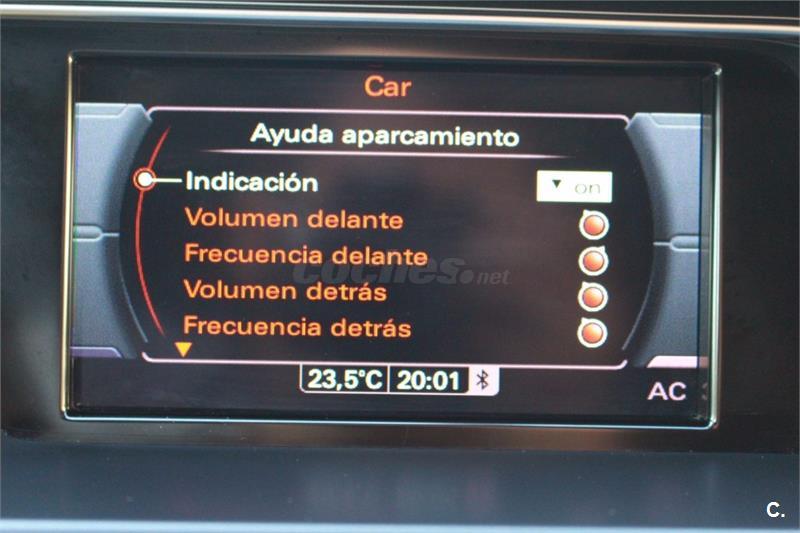 Car
Ayuda aparcamiento
Indicación on
Volumen delante
Frecuencia delante
coches.net
Volumen detrás
Frecuencia detrás
23,5°C 20:01
AC
C.